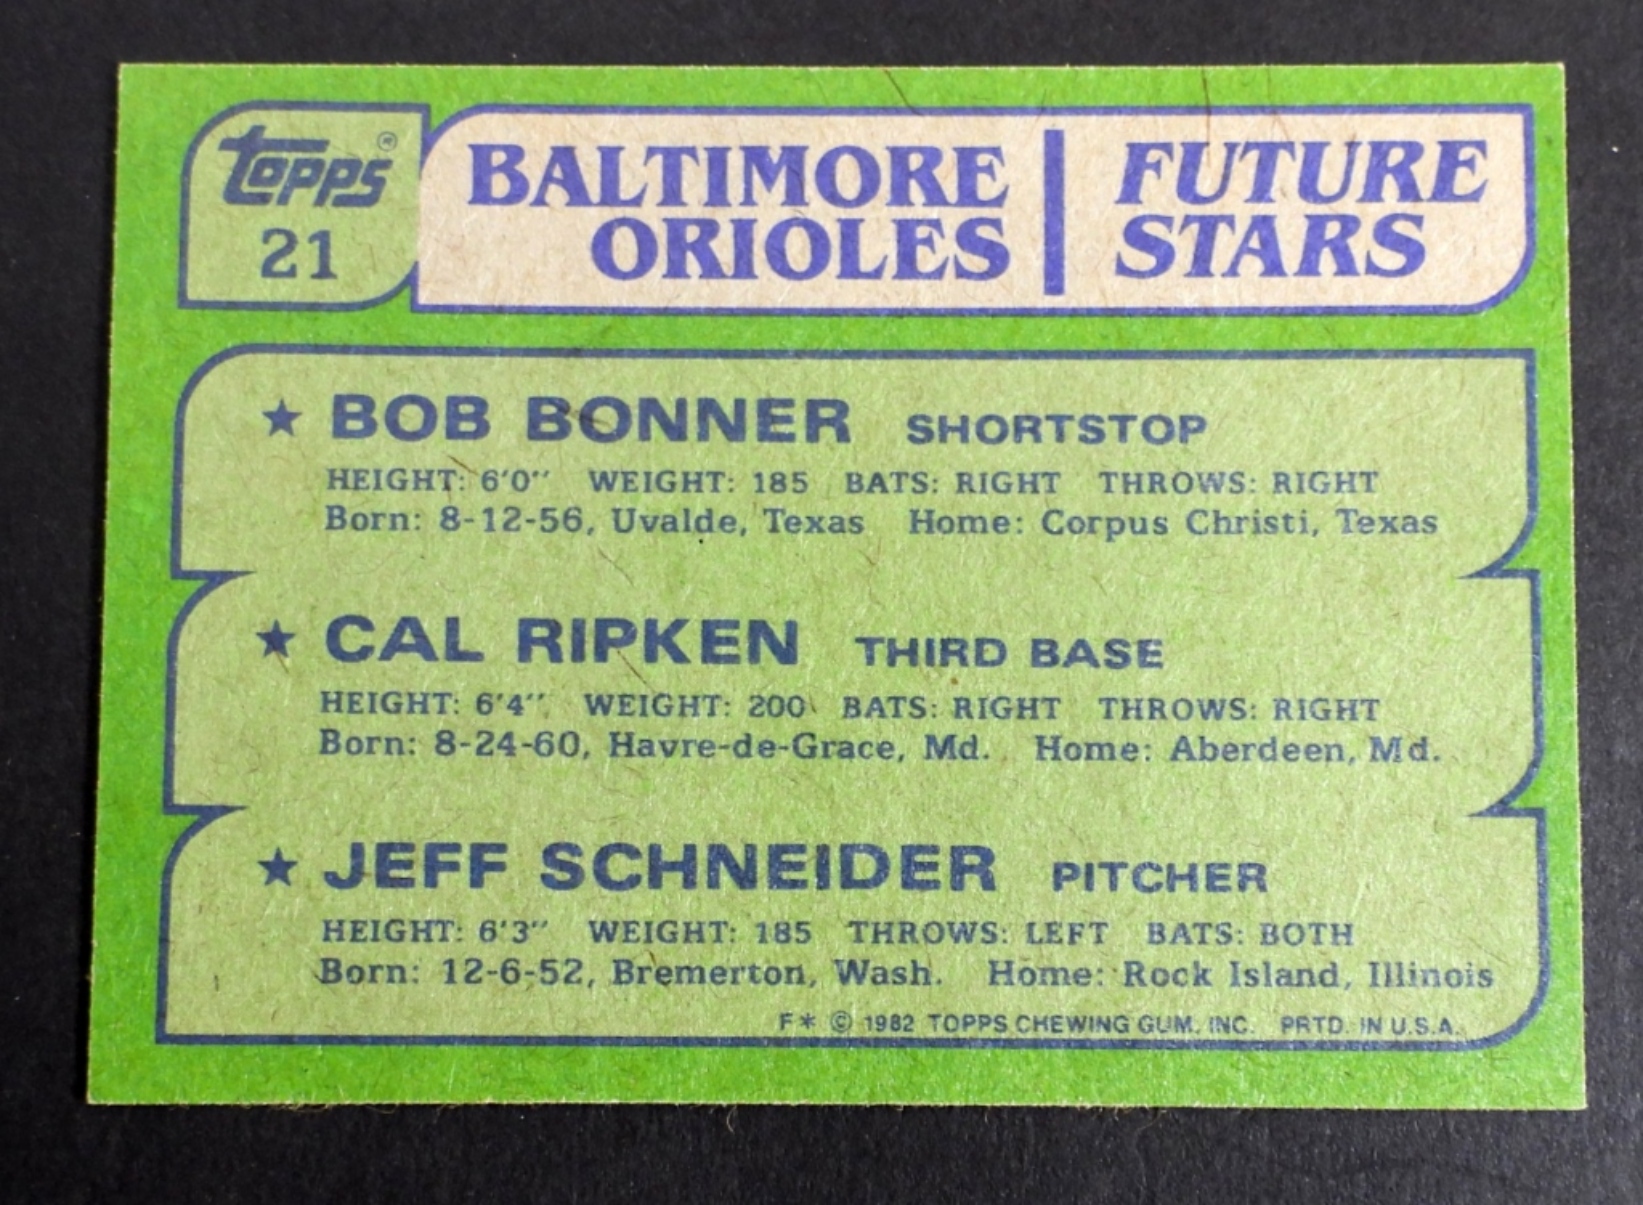 topps®
21
BALTIMORE
ORIOLES
FUTURE
STARS
★ BOB BONNER SHORTSTOP
HEIGHT: 6'0" WEIGHT: 185 BATS: RIGHT THROWS: RIGHT
Born: 8-12-56, Uvalde, Texas Home: Corpus Christi, Texas
★ CAL RIPKEN THIRD BASE
HEIGHT: 6'4" WEIGHT: 200 BATS: RIGHT THROWS: RIGHT
Born: 8-24-60, Havre-de-Grace, Md. Home: Aberdeen, Md.
★ JEFF SCHNEIDER PITCHER
HEIGHT: 6'3" WEIGHT: 185 THROWS: LEFT BATS: BOTH
Born: 12-6-52, Bremerton, Wash. Home: Rock Island, Illinois
F* © 1982 TOPPS CHEWING GUM. INC. PRTD. IN U.S.A.